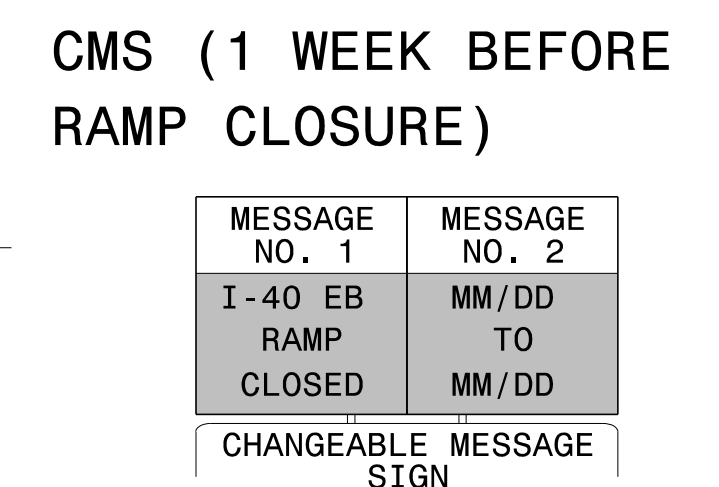 CMS (1 WEEK BEFORE
RAMP CLOSURE)
MESSAGE
NO. 1
MESSAGE
NO. 2
I-40 EB
RAMP
CLOSED
MM/DD
TO
MM/DD
CHANGEABLE MESSAGE
SIGN